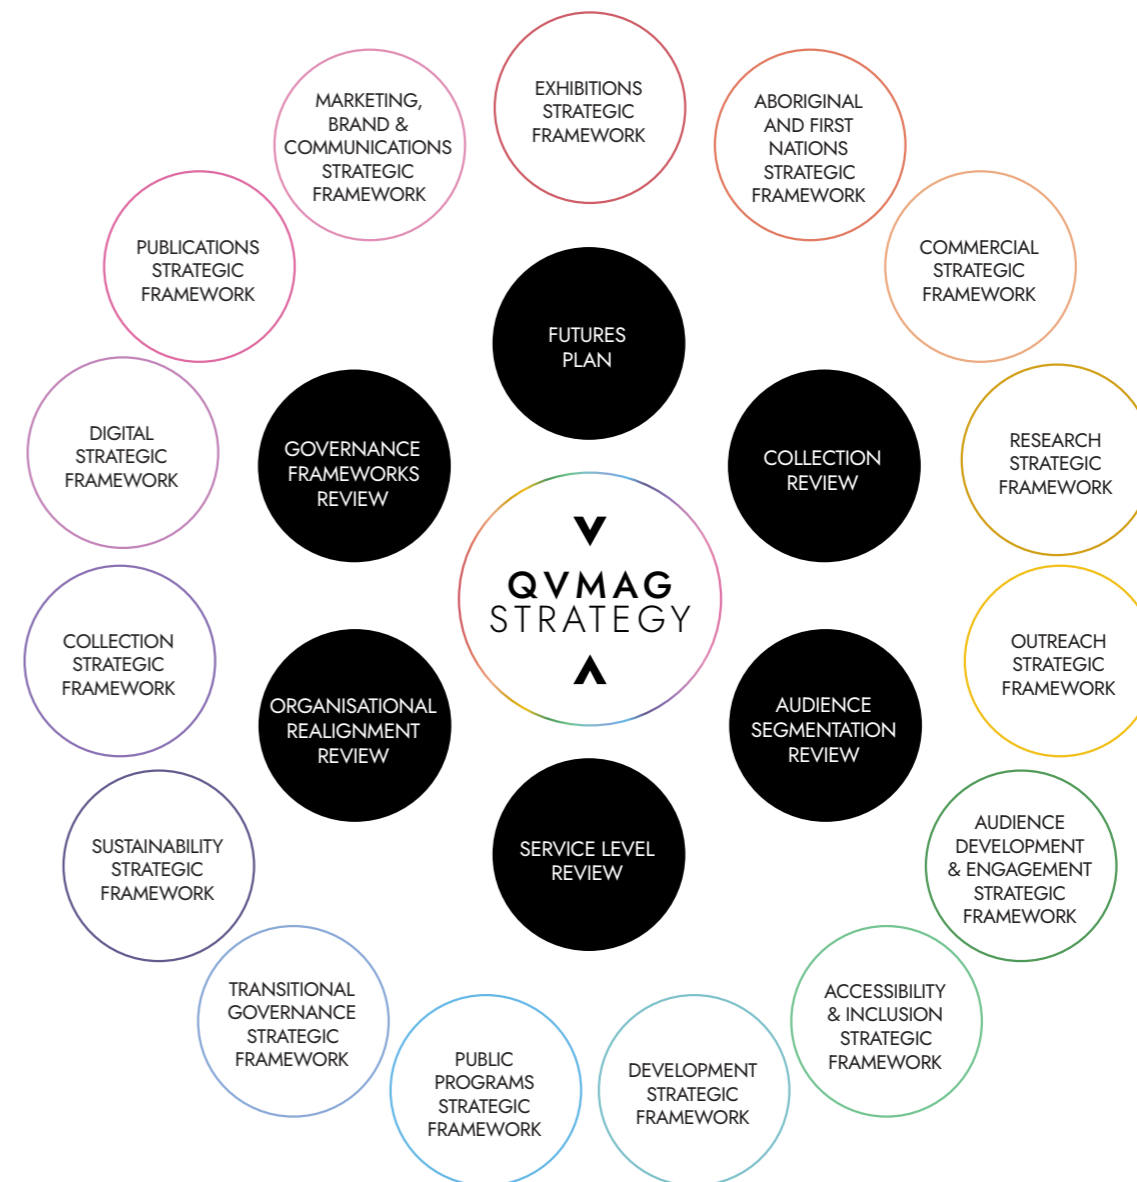 EXHIBITIONS
STRATEGIC
FRAMEWORK
ABORIGINAL
AND FIRST
NATIONS
STRATEGIC
FRAMEWORK
COMMERCIAL
STRATEGIC
FRAMEWORK
RESEARCH
STRATEGIC
FRAMEWORK
OUTREACH
STRATEGIC
FRAMEWORK
AUDIENCE
DEVELOPMENT
& ENGAGEMENT
STRATEGIC
FRAMEWORK
ACCESSIBILITY
& INCLUSION
STRATEGIC
FRAMEWORK
DEVELOPMENT
STRATEGIC
FRAMEWORK
PUBLIC
PROGRAMS
STRATEGIC
FRAMEWORK
TRANSITIONAL
GOVERNANCE
STRATEGIC
FRAMEWORK
SUSTAINABILITY
STRATEGIC
FRAMEWORK
COLLECTION
STRATEGIC
FRAMEWORK
DIGITAL
STRATEGIC
FRAMEWORK
PUBLICATIONS
STRATEGIC
FRAMEWORK
MARKETING,
BRAND &
COMMUNICATIONS
STRATEGIC
FRAMEWORK
FUTURES
PLAN
COLLECTION
REVIEW
AUDIENCE
SEGMENTATION
REVIEW
SERVICE LEVEL
REVIEW
ORGANISATIONAL
REALIGNMENT
REVIEW
GOVERNANCE
FRAMEWORKS
REVIEW
QVMAG
STRATEGY